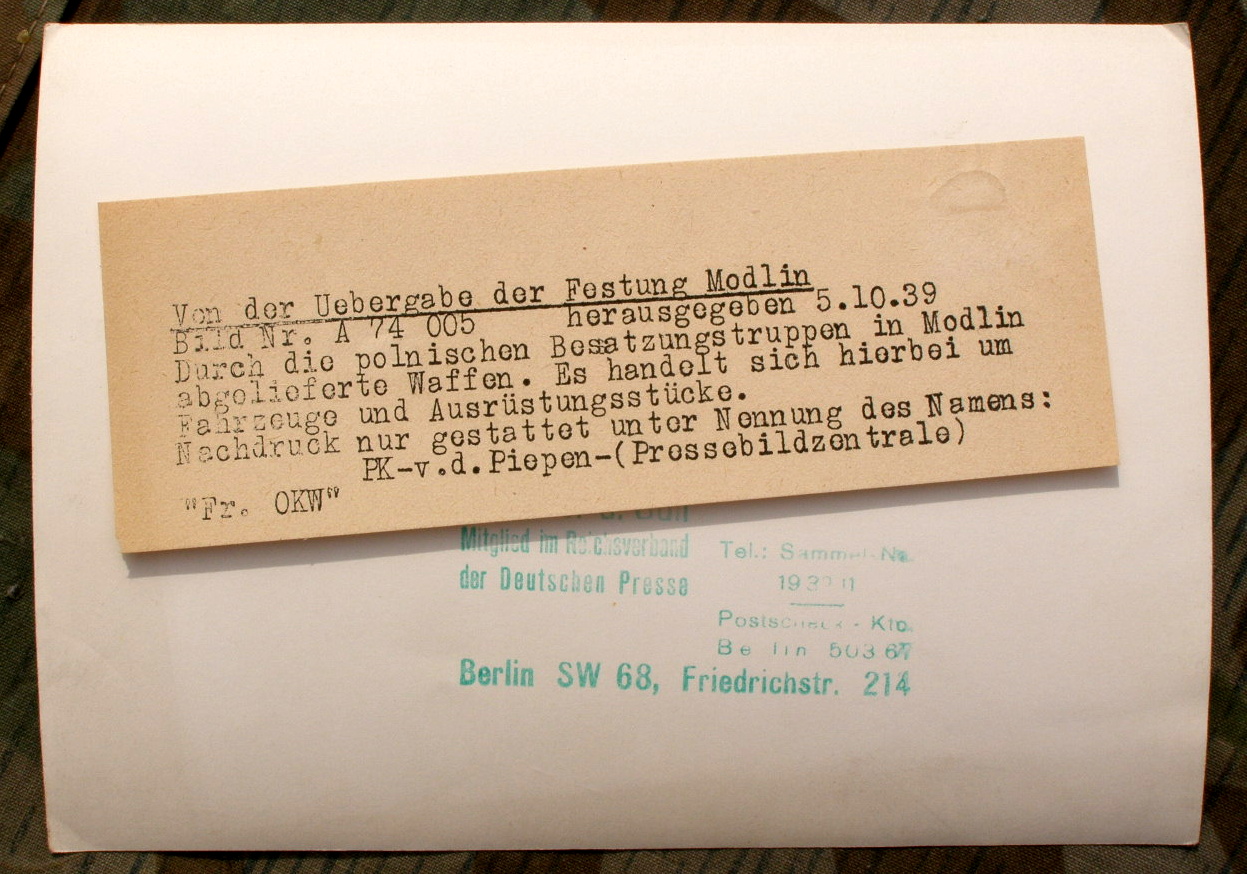 Von der Uebergabe der Festung Modlin
Bild Nr. A 74 005 herausgegeben 5.10.39
Durch die polnischen Besatzungstruppen in Modlin
abgelieferte Waffen. Es handelt sich hierbei um
Fahrzeuge und Ausrüstungsstücke.
Nachdruck nur gestattet unter Nennung des Namens:
PK-v.d.Piepen-(Pressebildzentrale)
"Fr. OKW"
Mitglied im Reichsverband
der Deutschen Presse
Tel.: Sammel-Nr.
Postscheck-Kto.
Berlin 503 67
Berlin SW 68, Friedrichstr. 214